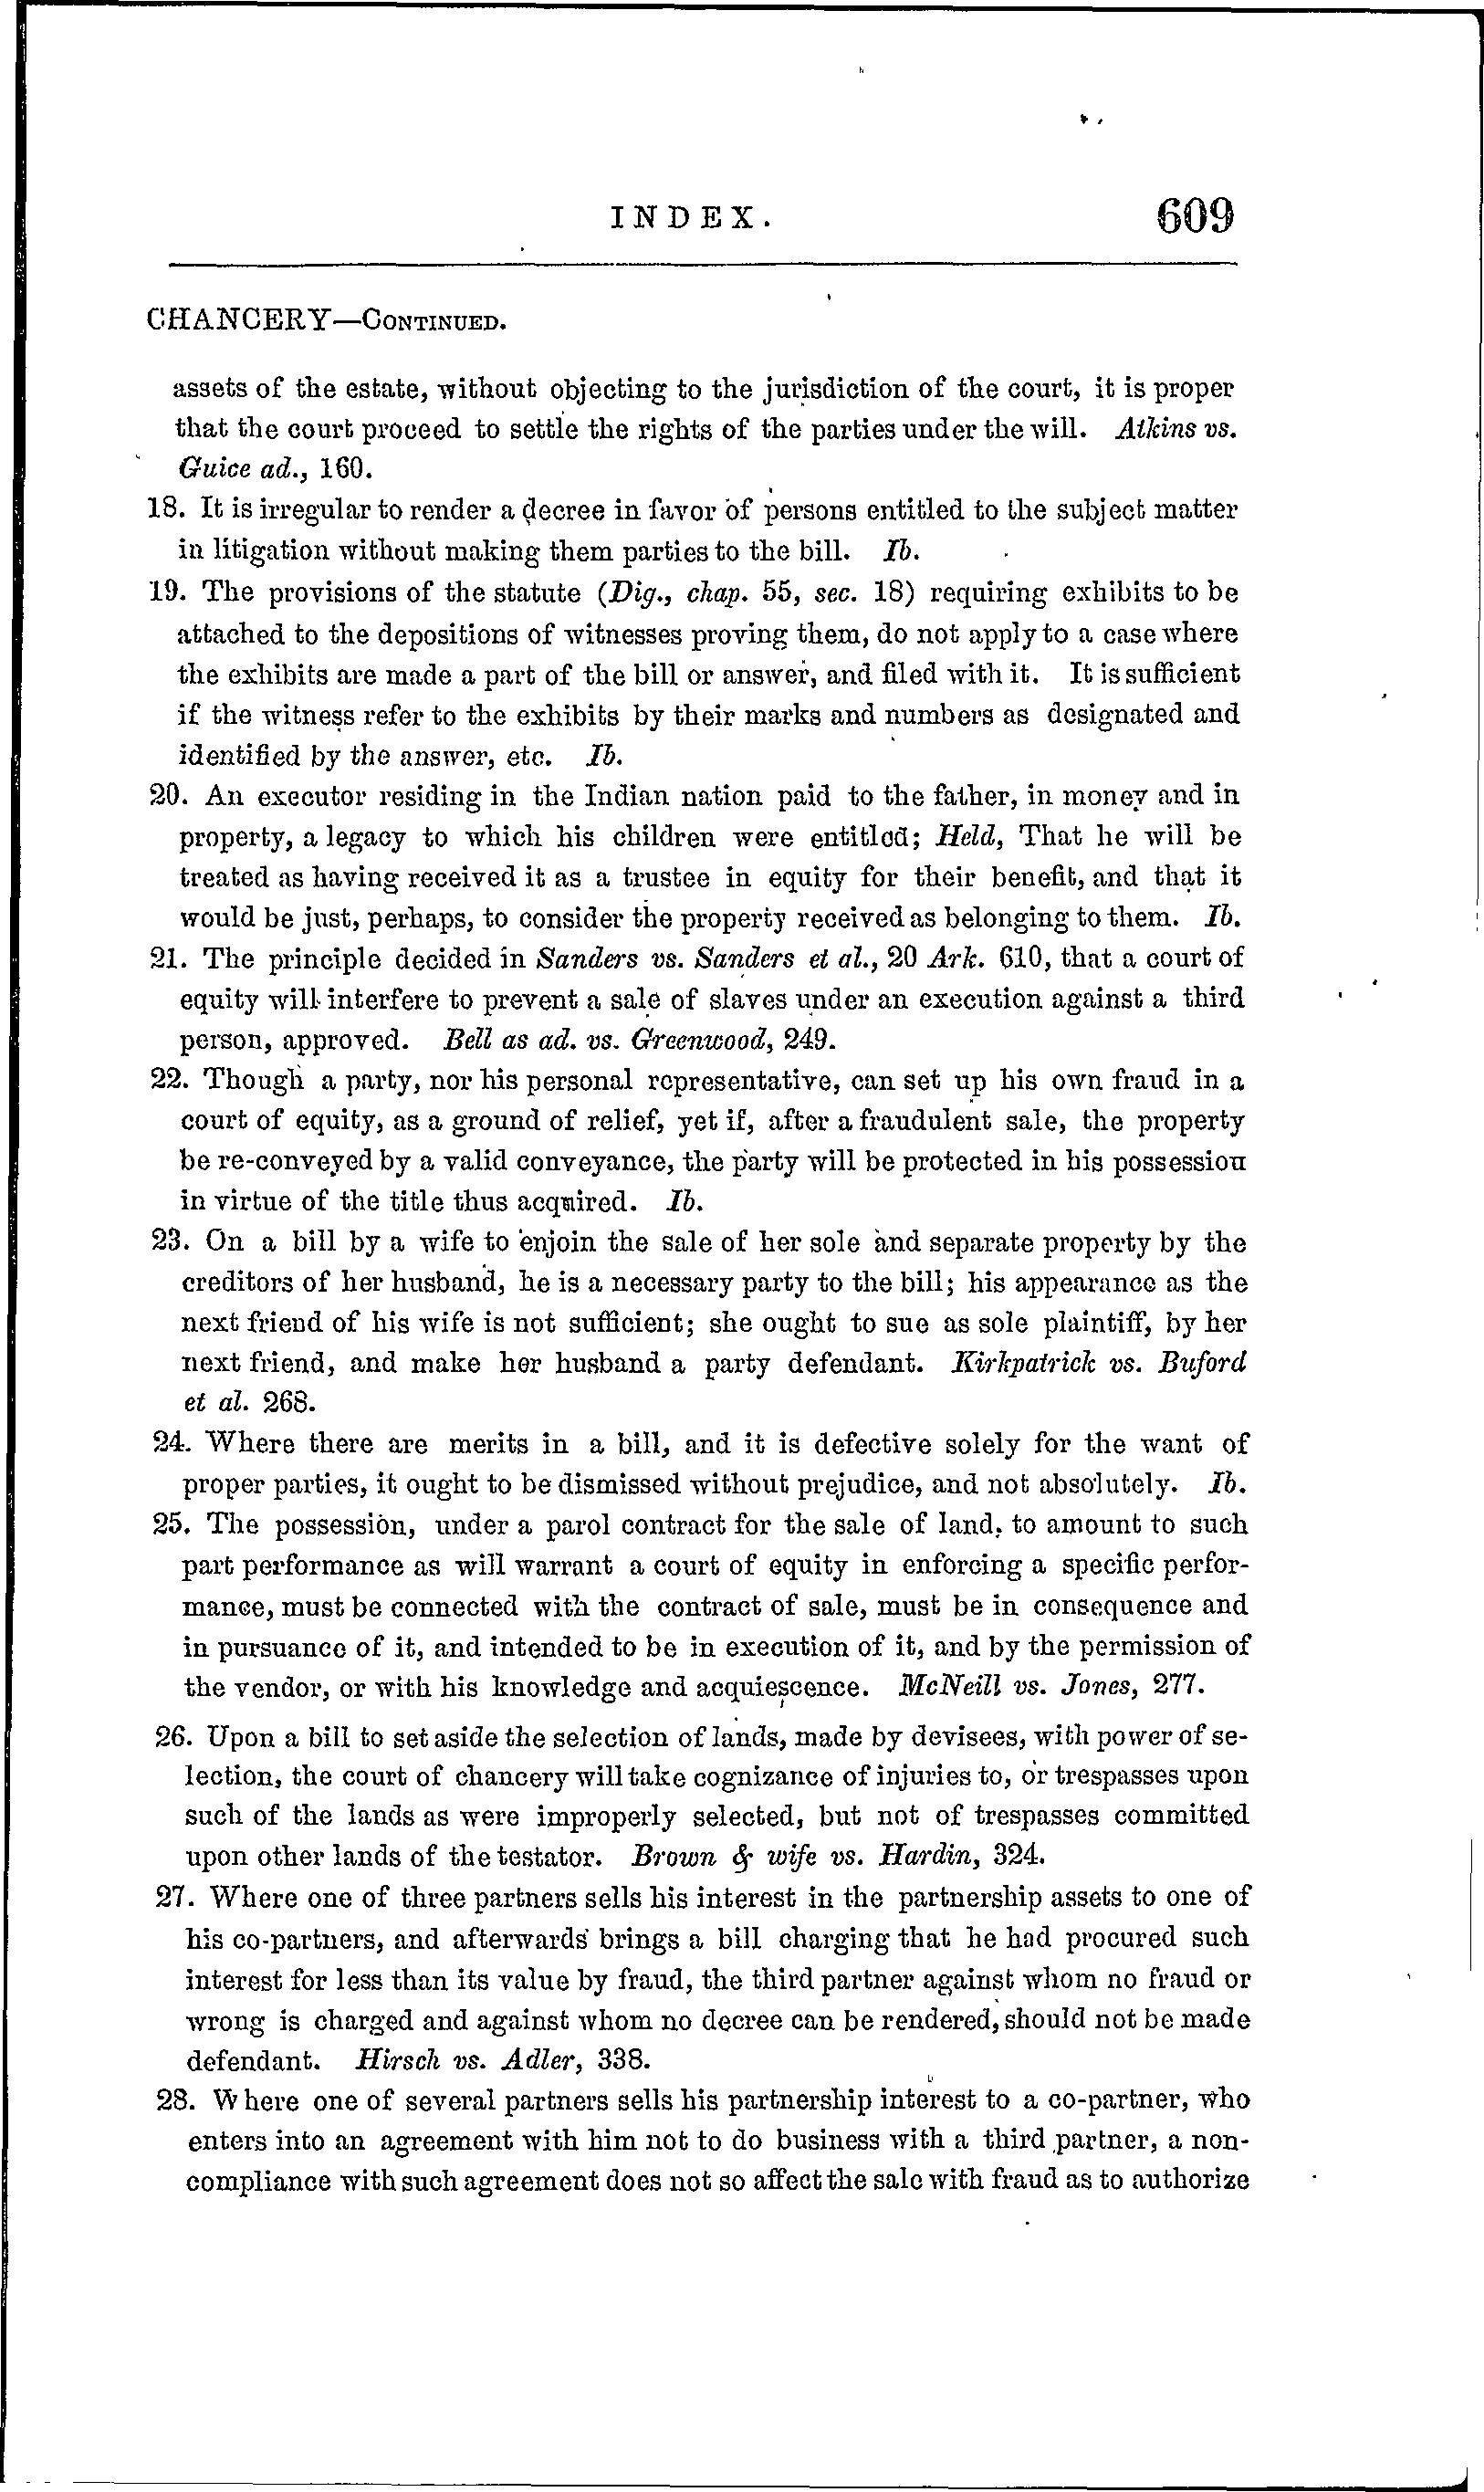 INDEX. 609
CHANCERY—CONTINUED.
assets of the estate, without objecting to the jurisdiction of the court, it is proper
that the court proceed to settle the rights of the parties under the will. Atkins vs.
Guice ad., 160.
18. It is irregular to render a decree in favor of persons entitled to the subject matter
in litigation without making them parties to the bill. Ib.
19. The provisions of the statute (Dig., chap. 55, sec. 18) requiring exhibits to be
attached to the depositions of witnesses proving them, do not apply to a case where
the exhibits are made a part of the bill or answer, and filed with it. It is sufficient
if the witness refer to the exhibits by their marks and numbers as designated and
identified by the answer, etc. Ib.
20. An executor residing in the Indian nation paid to the father, in money and in
property, a legacy to which his children were entitled; Held, That he will be
treated as having received it as a trustee in equity for their benefit, and that it
would be just, perhaps, to consider the property received as belonging to them. Ib.
21. The principle decided in Sanders vs. Sanders et al., 20 Ark. 610, that a court of
equity will interfere to prevent a sale of slaves under an execution against a third
person, approved. Bell as ad. vs. Greenwood, 249.
22. Though a party, nor his personal representative, can set up his own fraud in a
court of equity, as a ground of relief, yet if, after a fraudulent sale, the property
be re-conveyed by a valid conveyance, the party will be protected in his possession
in virtue of the title thus acquired. Ib.
23. On a bill by a wife to enjoin the sale of her sole and separate property by the
creditors of her husband, he is a necessary party to the bill; his appearance as the
next friend of his wife is not sufficient; she ought to sue as sole plaintiff, by her
next friend, and make her husband a party defendant. Kirkpatrick vs. Buford
et al. 268.
24. Where there are merits in a bill, and it is defective solely for the want of
proper parties, it ought to be dismissed without prejudice, and not absolutely. Ib.
25. The possession, under a parol contract for the sale of land, to amount to such
part performance as will warrant a court of equity in enforcing a specific perfor-
mance, must be connected with the contract of sale, must be in consequence and
in pursuance of it, and intended to be in execution of it, and by the permission of
the vendor, or with his knowledge and acquiescence. McNeill vs. Jones, 277.
26. Upon a bill to set aside the selection of lands, made by devisees, with power of se-
lection, the court of chancery will take cognizance of injuries to, or trespasses upon
such of the lands as were improperly selected, but not of trespasses committed
upon other lands of the testator. Brown & wife vs. Hardin, 324.
27. Where one of three partners sells his interest in the partnership assets to one of
his co-partners, and afterwards brings a bill charging that he had procured such
interest for less than its value by fraud, the third partner against whom no fraud or
wrong is charged and against whom no decree can be rendered, should not be made
defendant. Hirsch vs. Adler, 338.
28. Where one of several partners sells his partnership interest to a co-partner, who
enters into an agreement with him not to do business with a third partner, a non-
compliance with such agreement does not so affect the sale with fraud as to authorize